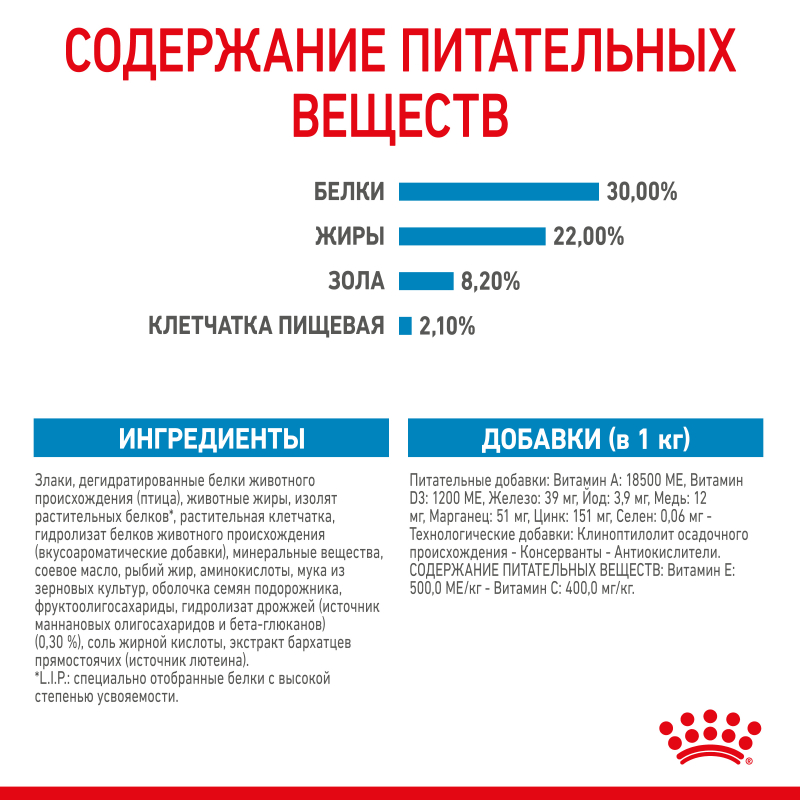 СОДЕРЖАНИЕ ПИТАТЕЛЬНЫХ
ВЕЩЕСТВ
БЕЛКИ 30,00%
ЖИРЫ 22,00%
ЗОЛА 8,20%
КЛЕТЧАТКА ПИЩЕВАЯ 2,10%
ИНГРЕДИЕНТЫ
Злаки, дегидратированные белки животного
происхождения (птица), животные жиры, изолят
растительных белков*, растительная клетчатка,
гидролизат белков животного происхождения
(вкусоароматические добавки), минеральные вещества,
соевое масло, рыбий жир, аминокислоты, мука из
зерновых культур, оболочка семян подорожника,
фруктоолигосахариды, гидролизат дрожжей (источник
маннановых олигосахаридов и бета-глюканов)
(0,30 %), соль жирной кислоты, экстракт бархатцев
прямостоячих (источник лютеина).
*L.I.P.: специально отобранные белки с высокой
степенью усвояемости.
ДОБАВКИ (в 1 кг)
Питательные добавки: Витамин А: 18500 МЕ, Витамин
D3: 1200 МЕ, Железо: 39 мг, Йод: 3,9 мг, Медь: 12
мг, Марганец: 51 мг, Цинк: 151 мг, Селен: 0,06 мг -
Технологические добавки: Клиноптилолит осадочного
происхождения - Консерванты - Антиокислители.
СОДЕРЖАНИЕ ПИТАТЕЛЬНЫХ ВЕЩЕСТВ: Витамин Е:
500,0 МЕ/кг - Витамин С: 400,0 мг/кг.
®